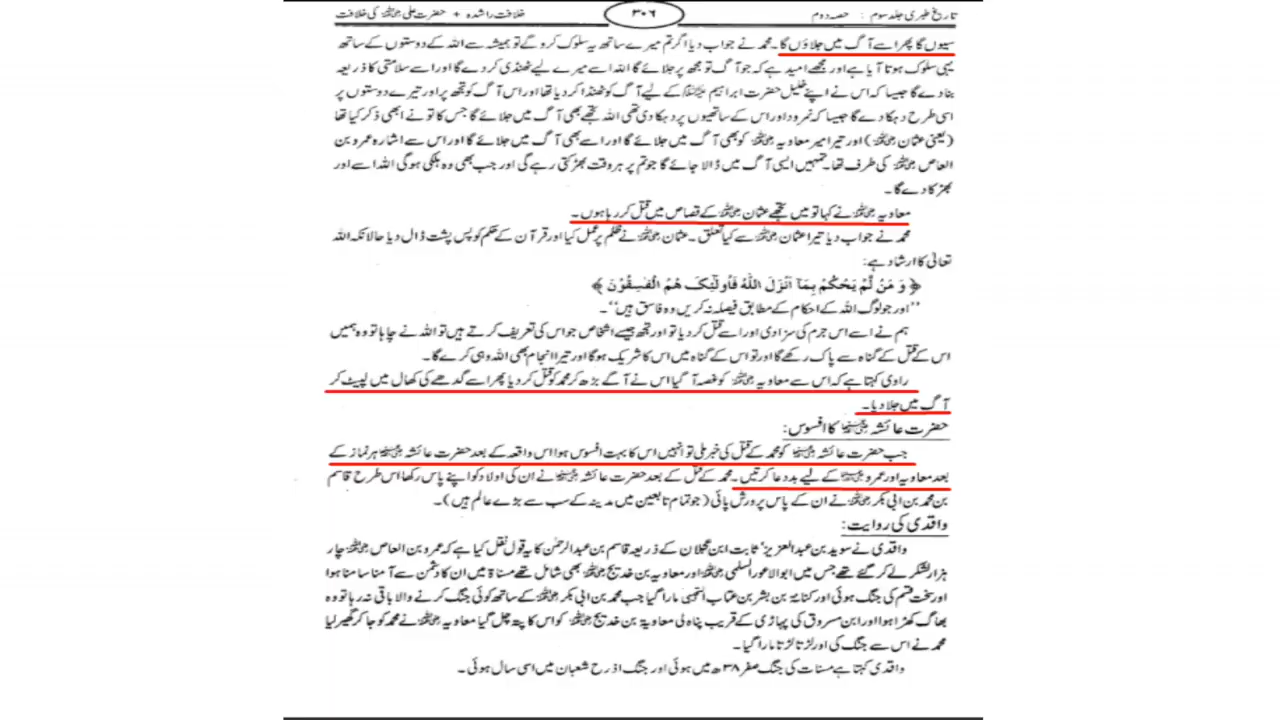 تاریخ طبری جلد سوم : حصہ دوم ۳۰۶ خلافت راشدہ + حضرت علی رضی اللہ عنہ کی خلافت
سیوں گا پھر اسے آگ میں جلاؤں گا۔ محمد نے جواب دیا اگر تم میرے ساتھ یہ سلوک کرو گے تو ہمیشہ سے اللہ کے دوستوں کے ساتھ
یہی سلوک ہوتا آیا ہے اور مجھے امید ہے کہ جو آگ تو مجھ پر جلائے گا اللہ اسے میرے لیے ٹھنڈی کر دے گا اور اسے سلامتی کا ذریعہ
بنا دے گا جیسا کہ اس نے اپنے خلیل حضرت ابراہیم علیہ السلام کے لیے آگ کو ٹھنڈا کر دیا تھا اور اس آگ کو تجھ پر اور تیرے دوستوں پر
اسی طرح دہکا دے گا جیسا کہ نمرود اور اس کے ساتھیوں پر دہکا دی تھی اللہ تجھے بھی آگ میں جلائے گا جس کا تو نے ابھی ذکر کیا تھا
(یعنی عثمان رضی اللہ عنہ) اور تیرا امیر معاویہ رضی اللہ عنہ کو بھی آگ میں جلائے گا اور اسے بھی آگ میں جلائے گا اور اس سے اشارہ عمرو بن
العاص رضی اللہ عنہ کی طرف تھا۔ تمہیں ایسی آگ میں ڈالا جائے گا جو تم پر ہر وقت بھڑکتی رہے گی اور جب بھی وہ ہلکی ہو گی اللہ اسے اور
بھڑکا دے گا۔
معاویہ رضی اللہ عنہ نے کہا تو میں تجھے عثمان رضی اللہ عنہ کے قصاص میں قتل کر رہا ہوں۔
محمد نے جواب دیا تیرا عثمان رضی اللہ عنہ سے کیا تعلق۔ عثمان رضی اللہ عنہ نے ظلم پر عمل کیا اور قرآن کے حکم کو پس پشت ڈال دیا حالانکہ اللہ
تعالیٰ کا ارشاد ہے:
﴿ وَ مَنْ لَّمْ یَحْکُمْ بِمَآ اَنْزَلَ اللّٰہُ فَاُولٰٓئِکَ ھُمُ الْفٰسِقُوْنَ ﴾
’’اور جو لوگ اللہ کے احکام کے مطابق فیصلہ نہ کریں وہ فاسق ہیں‘‘۔
ہم نے اسے اس جرم کی سزا دی اور اسے قتل کر دیا تو اور تجھ جیسے اشخاص جو اس کی تعریف کرتے ہیں تو اللہ نے چاہا تو وہ ہمیں
اس کے قتل کے گناہ سے پاک رکھے گا اور تو اس کے گناہ میں اس کا شریک ہوگا اور تیرا انجام بھی اللہ وہی کرے گا۔
راوی کہتا ہے کہ اس سے معاویہ رضی اللہ عنہ کو غصہ آ گیا اس نے آگے بڑھ کر محمد کو قتل کر دیا پھر اسے گدھے کی کھال میں لپیٹ کر
آگ میں جلا دیا۔
حضرت عائشہ رضی اللہ عنہا کا افسوس:
جب حضرت عائشہ رضی اللہ عنہا کو محمد کے قتل کی خبر ملی تو انہیں اس کا بہت افسوس ہوا اس واقعہ کے بعد حضرت عائشہ رضی اللہ عنہا ہر نماز کے
بعد معاویہ اور عمرو رضی اللہ عنہما کے لیے بددعا کرتیں۔ محمد کے قتل کے بعد حضرت عائشہ رضی اللہ عنہا نے ان کی اولاد کو اپنے پاس رکھا اس طرح قاسم
بن محمد بن ابی بکر رضی اللہ عنہ نے ان کے پاس پرورش پائی (جو تمام تابعین میں مدینہ کے سب سے بڑے عالم ہیں)۔
واقدی کی روایت:
واقدی نے سوید بن عبدالعزیز‘ ثابت ابن عجلان کے ذریعہ قاسم بن عبدالرحمٰن کا یہ قول نقل کیا ہے کہ عمرو بن العاص رضی اللہ عنہ چار
ہزار لشکر لے کر گئے تھے جس میں ابوالاعور السلمی رضی اللہ عنہ اور معاویہ بن خدیج رضی اللہ عنہ بھی شامل تھے مسناۃ میں ان کا دشمن سے آمنا سامنا ہوا
اور سخت قسم کی جنگ ہوئی اور کنانہ بن بشر بن عتاب التجیبی مارا گیا جب محمد بن ابی بکر رضی اللہ عنہ کے ساتھ کوئی جنگ کرنے والا باقی نہ رہا تو وہ
بھاگ کھڑا ہوا اور ابن مسروق کی پہاڑی کے قریب پناہ لی معاویہ بن خدیج رضی اللہ عنہ کو اس کا پتہ چل گیا معاویہ رضی اللہ عنہ نے محمد کو جا کر گھیر لیا
محمد نے اس سے جنگ کی اور لڑتا لڑتا مارا گیا۔
واقدی کہتا ہے مسنات کی جنگ صفر ۳۸ھ میں ہوئی اور جنگ اذرح شعبان میں اسی سال ہوئی۔